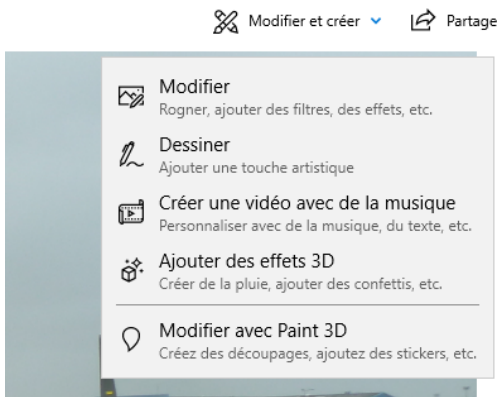 Modifier et créer
Partage
Modifier
Rogner, ajouter des filtres, des effets, etc.
Dessiner
Ajouter une touche artistique
Créer une vidéo avec de la musique
Personnaliser avec de la musique, du texte, etc.
Ajouter des effets 3D
Créer de la pluie, ajouter des confettis, etc.
Modifier avec Paint 3D
Créez des découpages, ajoutez des stickers, etc.